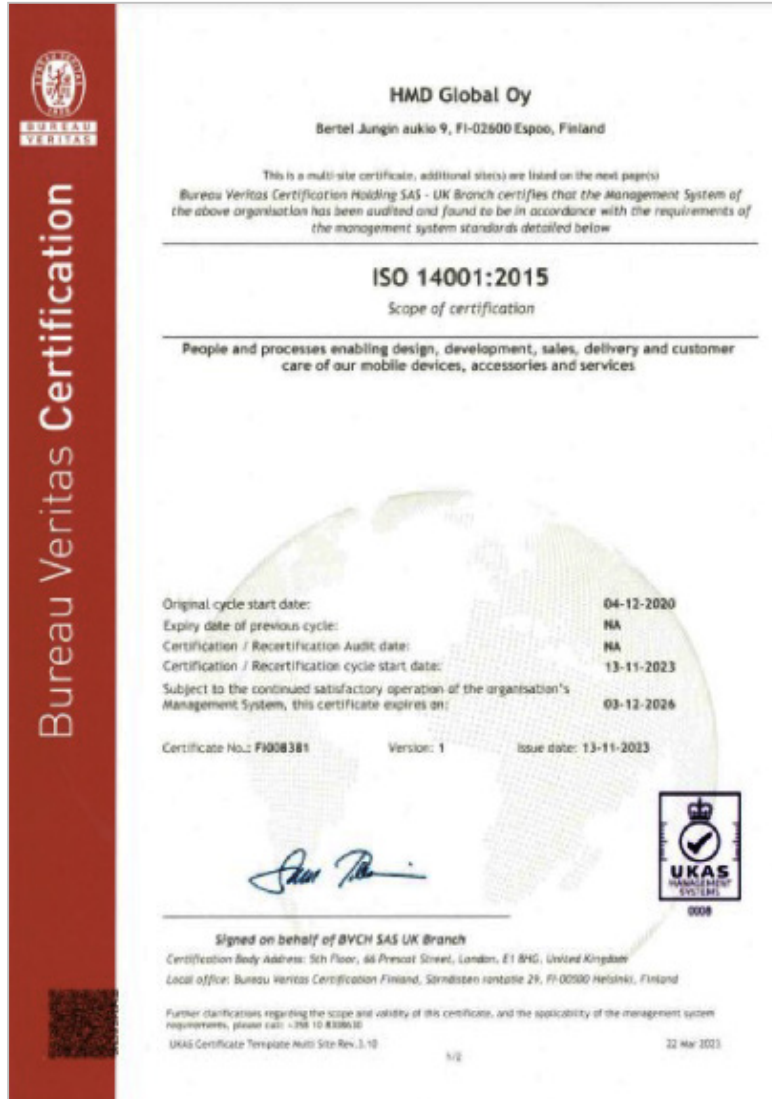 BUREAU
VERITAS
Bureau Veritas Certification
HMD Global Oy
Bertel Jungin aukio 9, FI-02600 Espoo, Finland
This is a multi-site certificate, additional site(s) are listed on the next page(s)
Bureau Veritas Certification Holding SAS - UK Branch certifies that the Management System of
the above organisation has been audited and found to be in accordance with the requirements of
the management system standards detailed below
ISO 14001:2015
Scope of certification
People and processes enabling design, development, sales, delivery and customer
care of our mobile devices, accessories and services
Original cycle start date: 04-12-2020
Expiry date of previous cycle: NA
Certification / Recertification Audit date: NA
Certification / Recertification cycle start date: 13-11-2023
Subject to the continued satisfactory operation of the organisation's
Management System, this certificate expires on: 03-12-2026
Certificate No.: FI008381 Version: 1 Issue date: 13-11-2023
UKAS
MANAGEMENT
SYSTEMS
0008
Signed on behalf of BVCH SAS UK Branch
Certification Body Address: 5th Floor, 66 Prescot Street, London, E1 8HG, United Kingdom
Local office: Bureau Veritas Certification Finland, Sörnäisten rantatie 29, FI-00500 Helsinki, Finland
Further clarifications regarding the scope and validity of this certificate, and the applicability of the management system
requirements, please call: +358 10 8308630
UKAS Certificate Template Multi Site Rev.3.10 22 Mar 2023
1/2